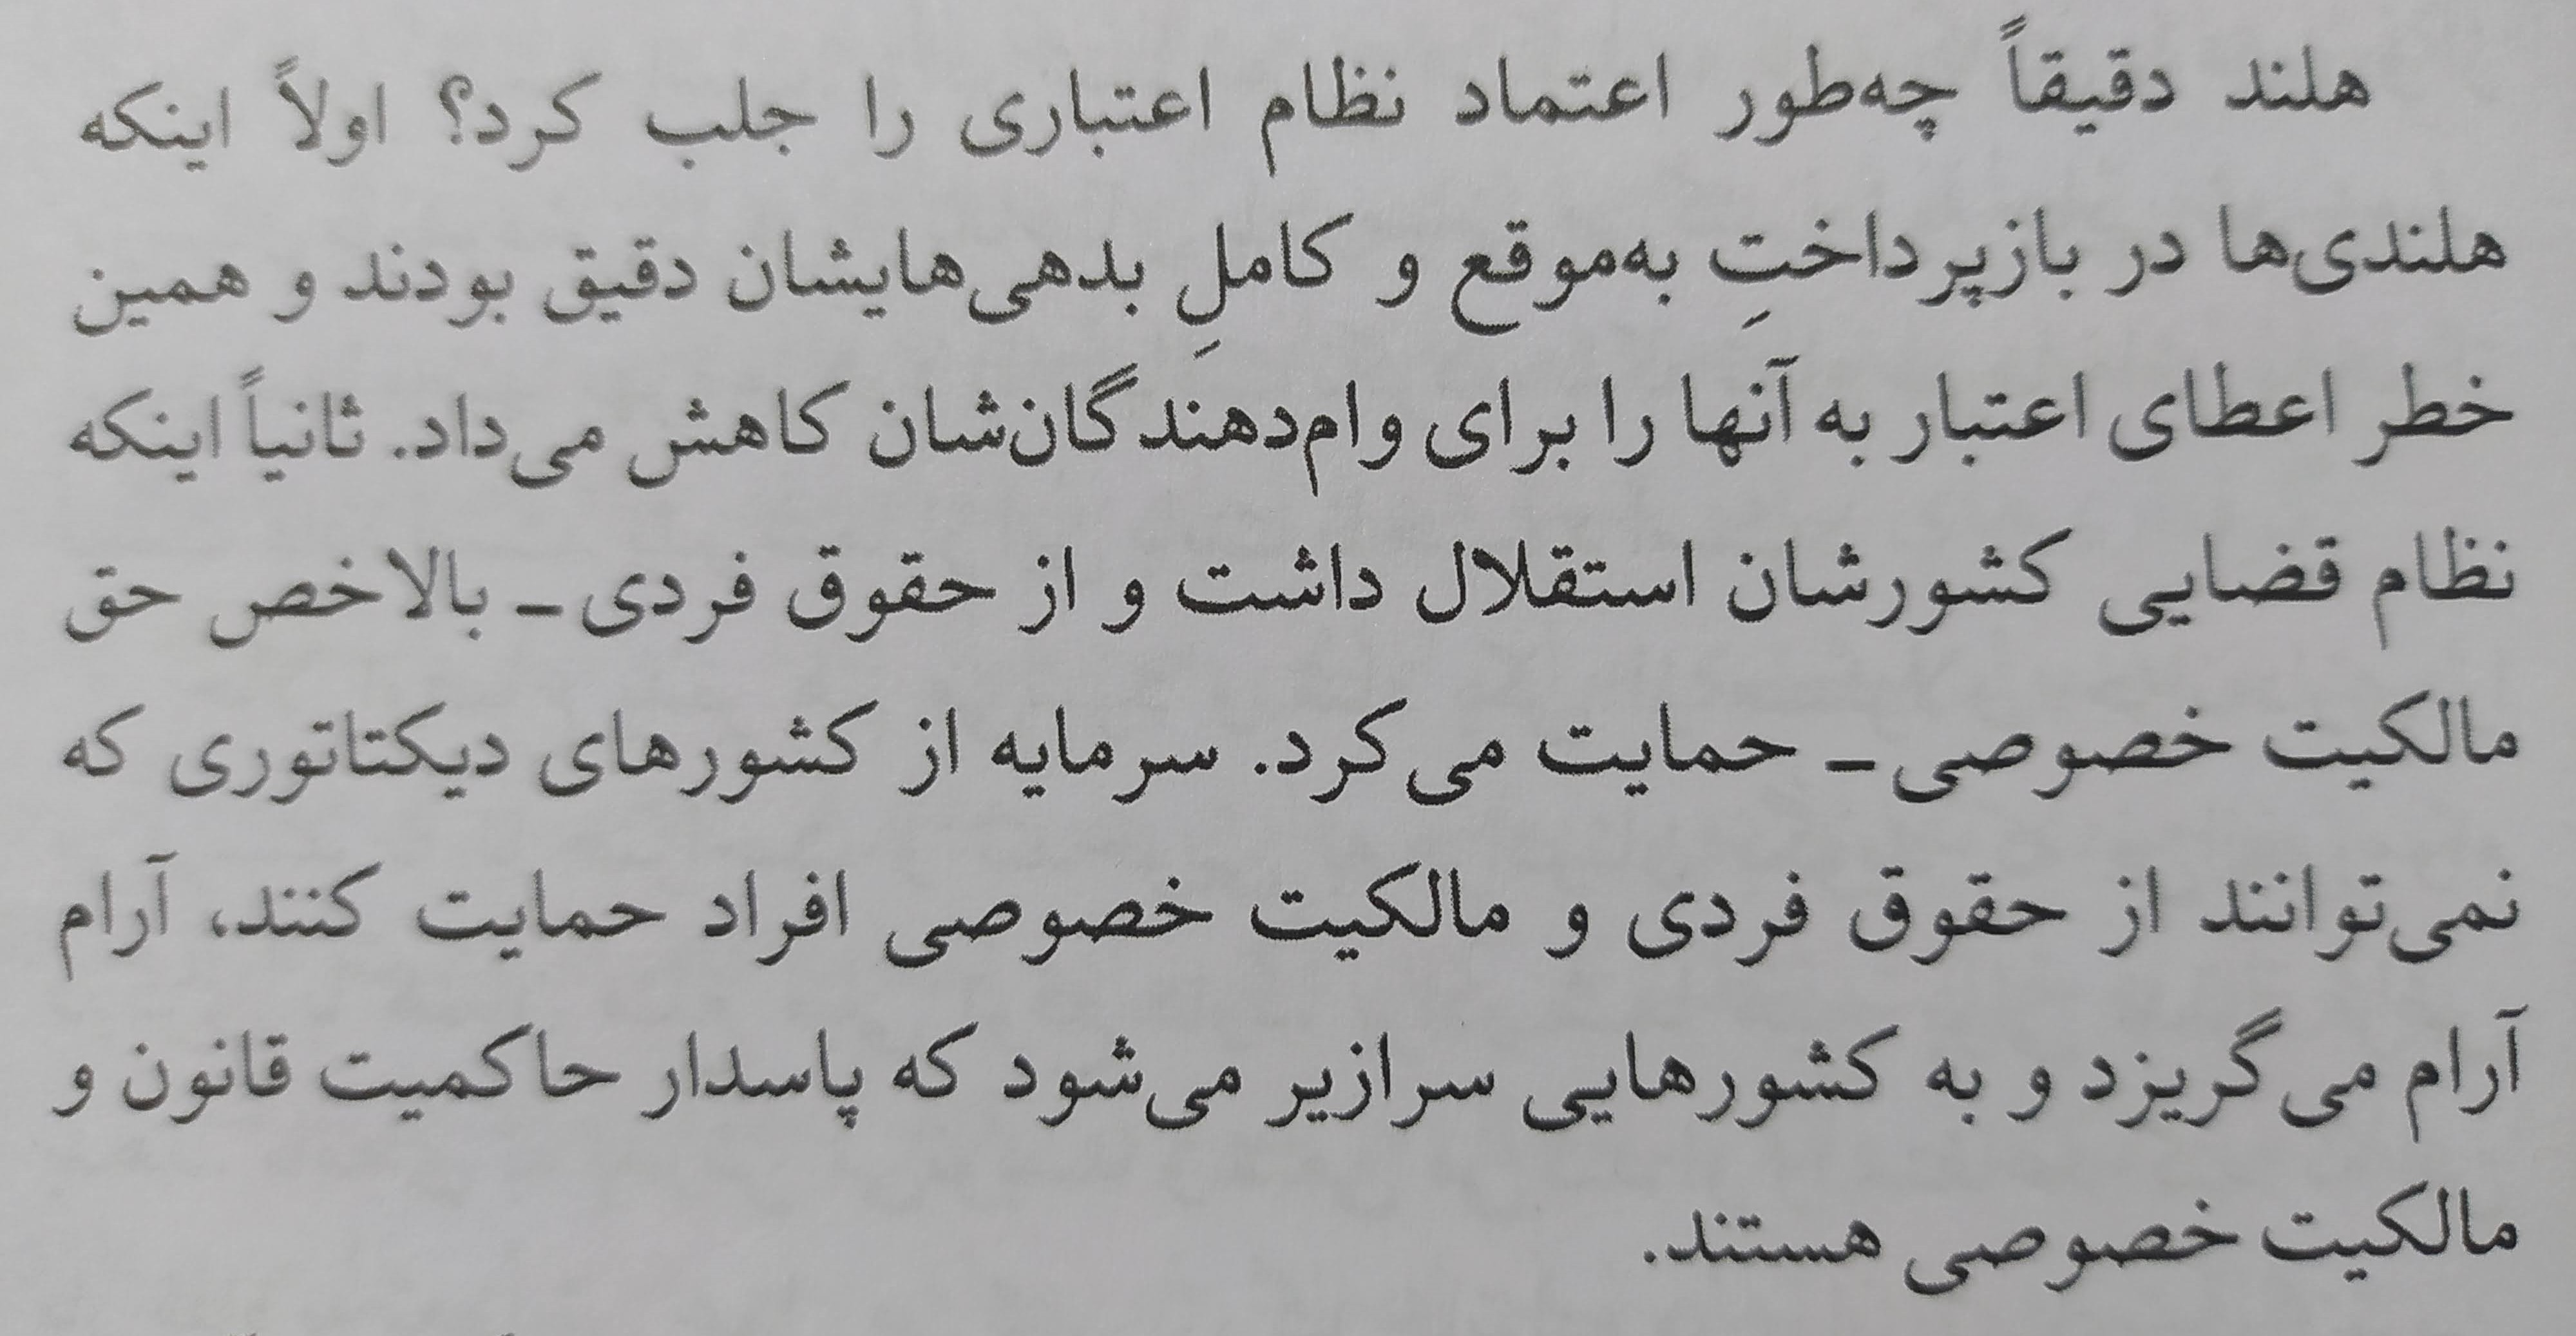 هلند دقیقاً چه‌طور اعتماد نظام اعتباری را جلب کرد؟ اولاً اینکه
هلندی‌ها در بازپرداختِ به‌موقع و کاملِ بدهی‌هایشان دقیق بودند و همین
خطر اعطای اعتبار به آنها را برای وام‌دهندگان‌شان کاهش می‌داد. ثانیاً اینکه
نظام قضایی کشورشان استقلال داشت و از حقوق فردی ـ بالاخص حق
مالکیت خصوصی ـ حمایت می‌کرد. سرمایه از کشورهای دیکتاتوری که
نمی‌توانند از حقوق فردی و مالکیت خصوصی افراد حمایت کنند، آرام
آرام می‌گریزد و به کشورهایی سرازیر می‌شود که پاسدار حاکمیت قانون و
مالکیت خصوصی هستند.